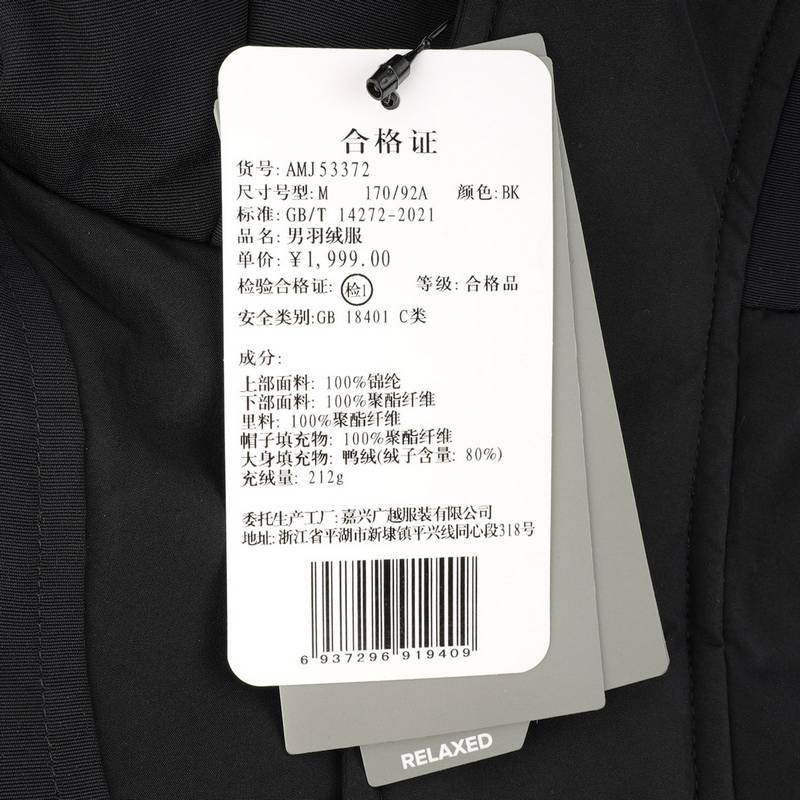 合格证
货号: AMJ53372
尺寸号型: M 170/92A 颜色: BK
标准: GB/T 14272-2021
品名: 男羽绒服
单价: ¥1,999.00
检验合格证: 检1 等级: 合格品
安全类别: GB 18401 C类
成分:
上部面料: 100%锦纶
下部面料: 100%聚酯纤维
里料: 100%聚酯纤维
帽子填充物: 100%聚酯纤维
大身填充物: 鸭绒(绒子含量: 80%)
充绒量: 212g
委托生产工厂: 嘉兴广越服装有限公司
地址: 浙江省平湖市新埭镇平兴线同心段318号
6 937296 919409
RELAXED